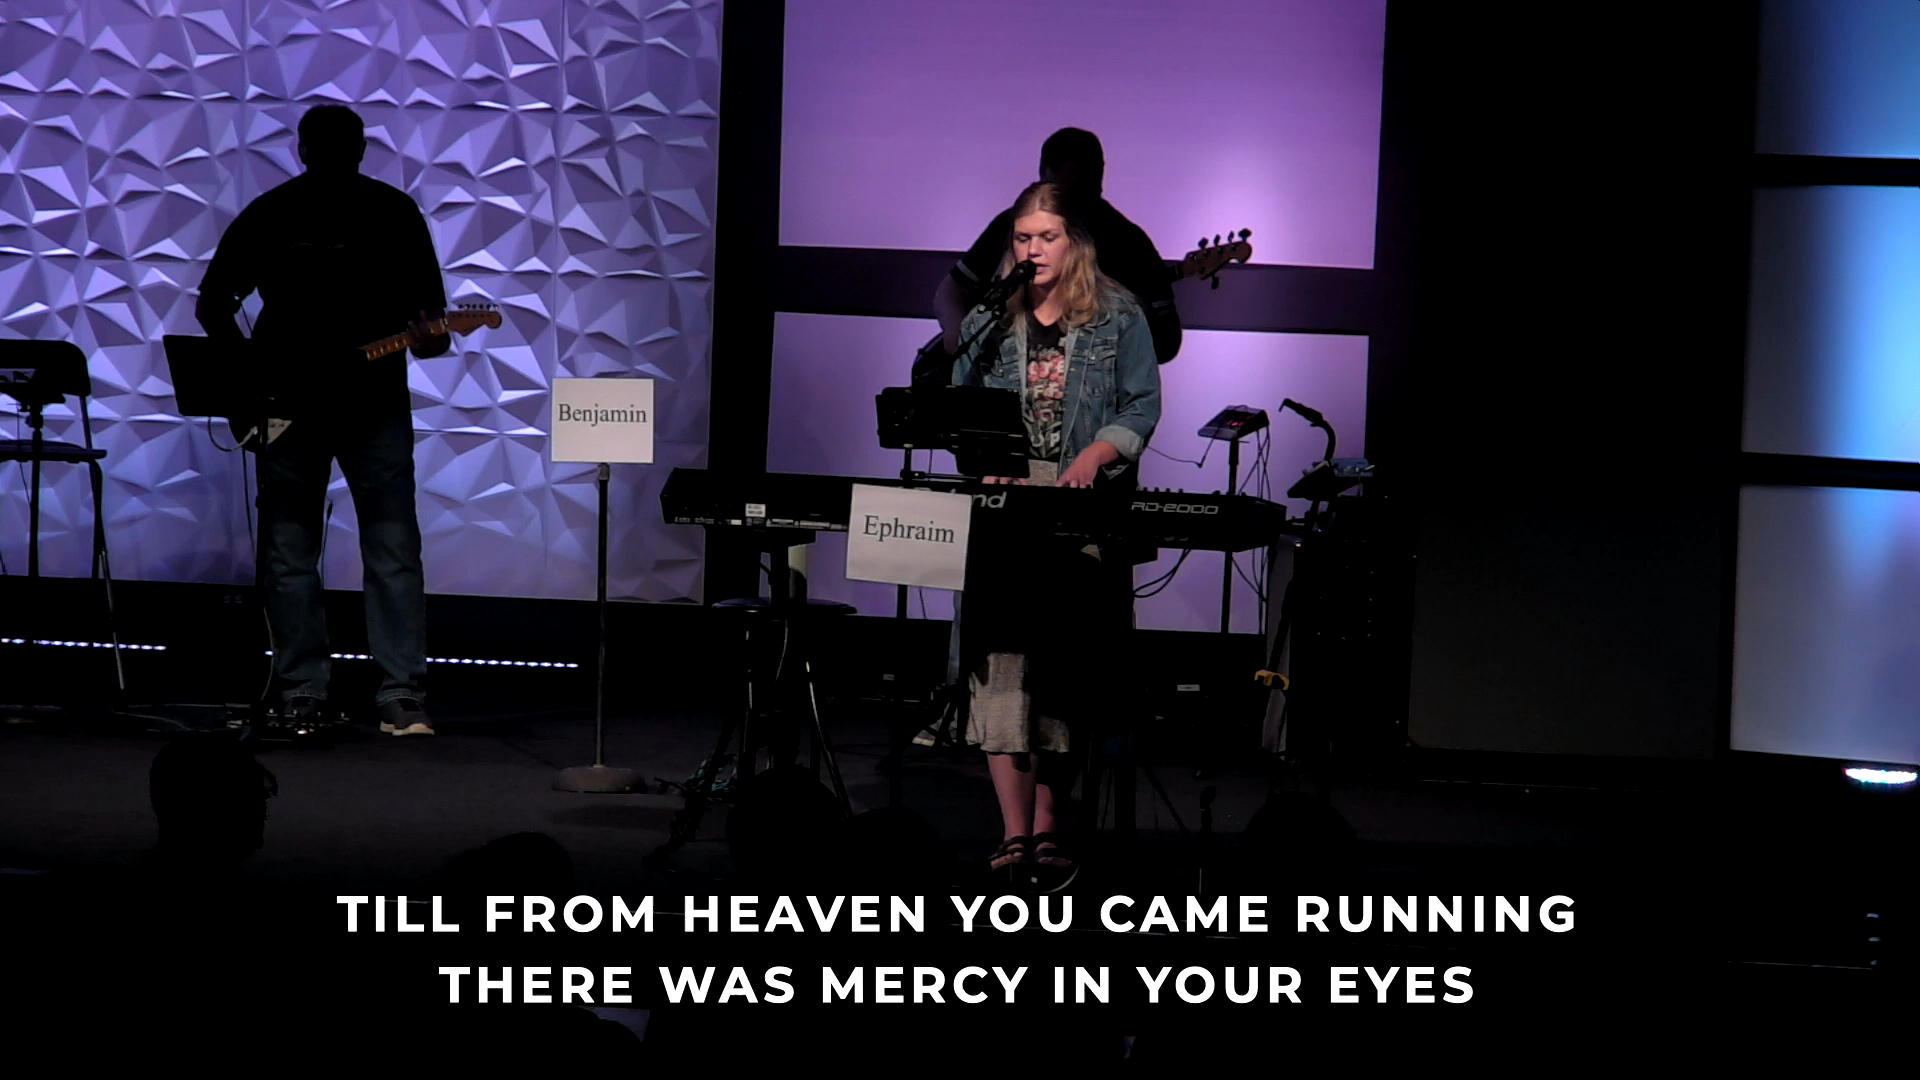 Benjamin
Ephraim
RD-2000
TILL FROM HEAVEN YOU CAME RUNNING
THERE WAS MERCY IN YOUR EYES